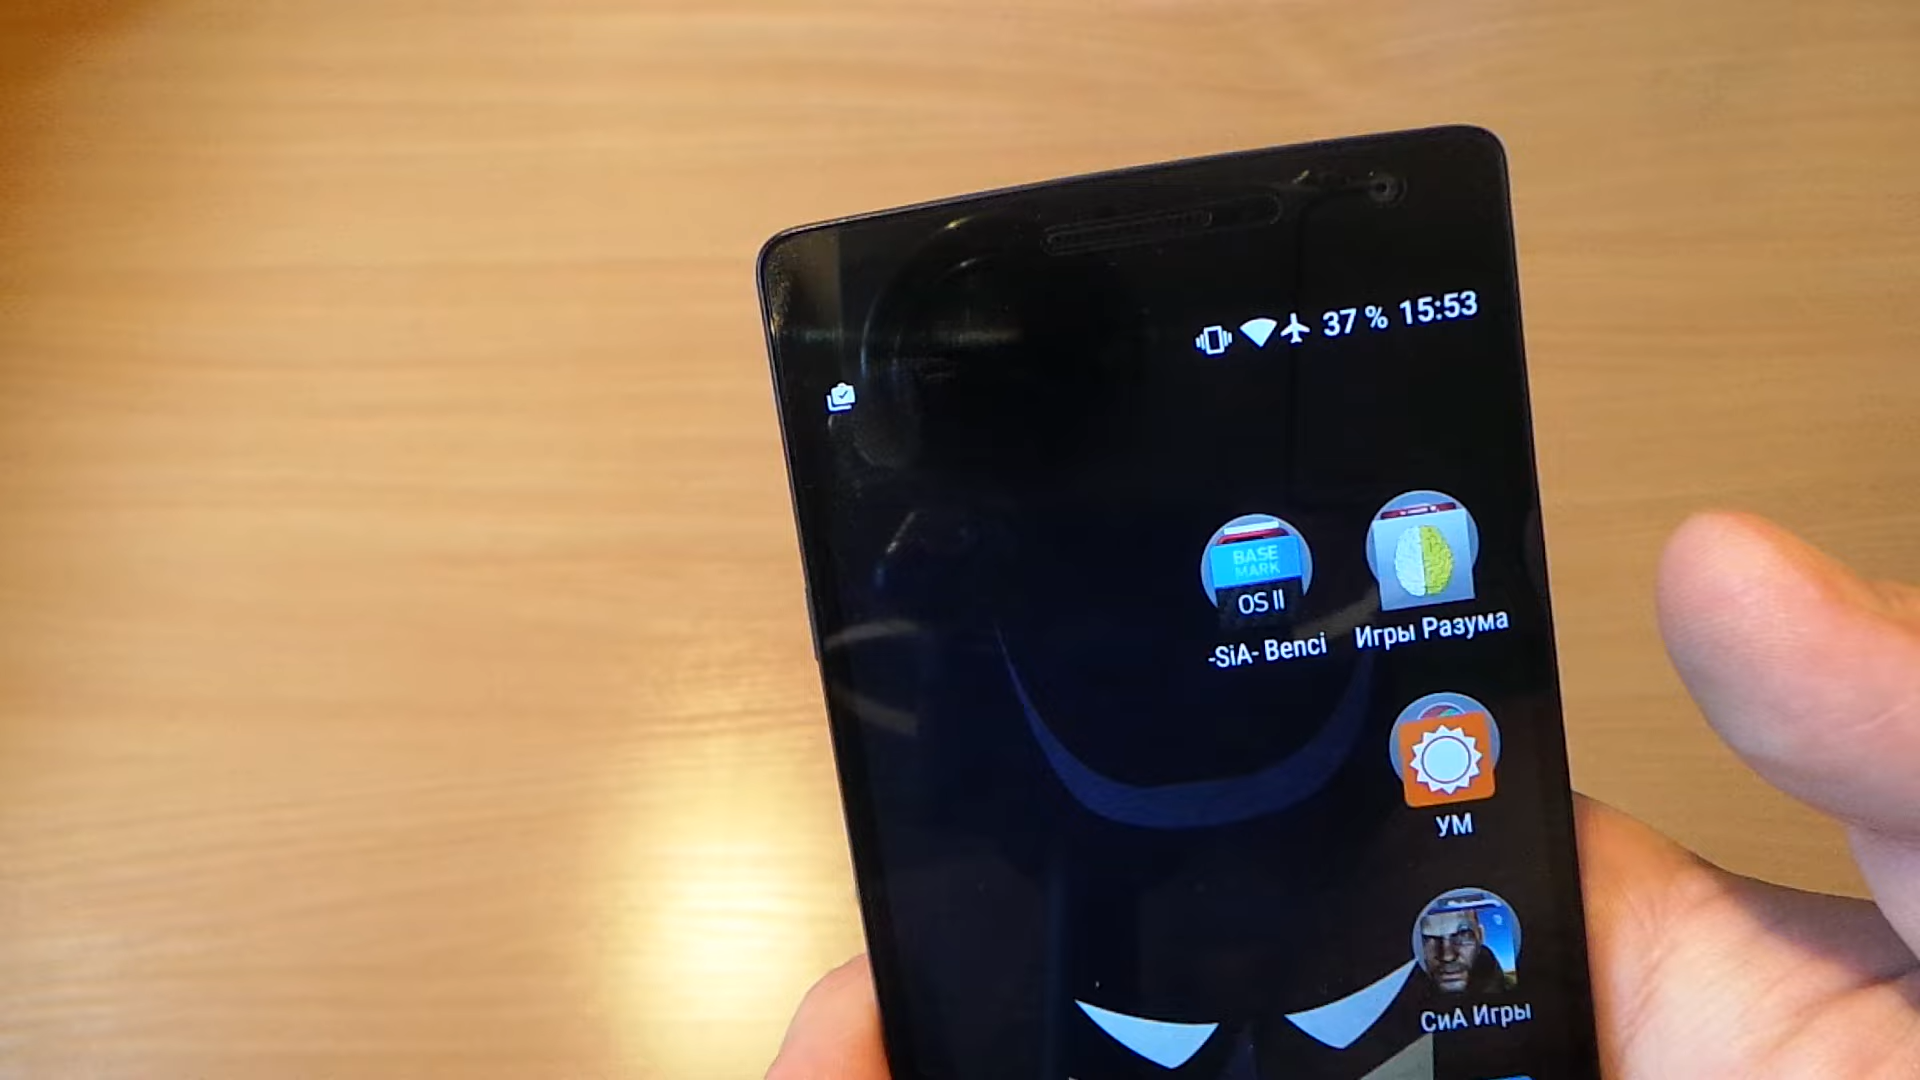 37 % 15:53
BASE
MARK
OS II
-SiA- Benci
Игры Разума
УМ
СиА Игры